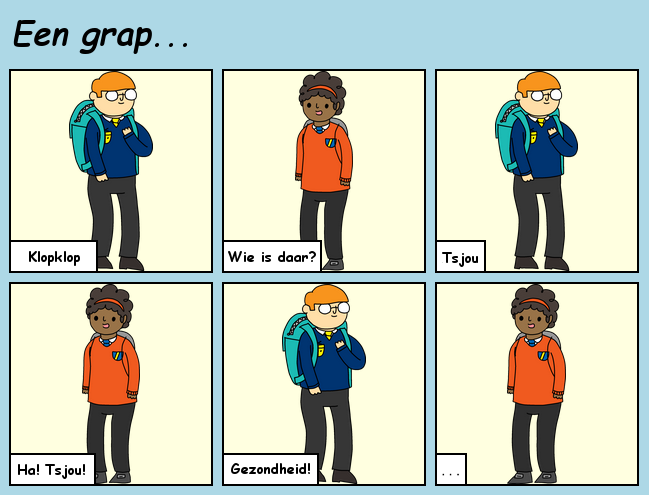 Een grap...
Klopklop
Wie is daar?
Tsjou
Ha! Tsjou!
Gezondheid!
...